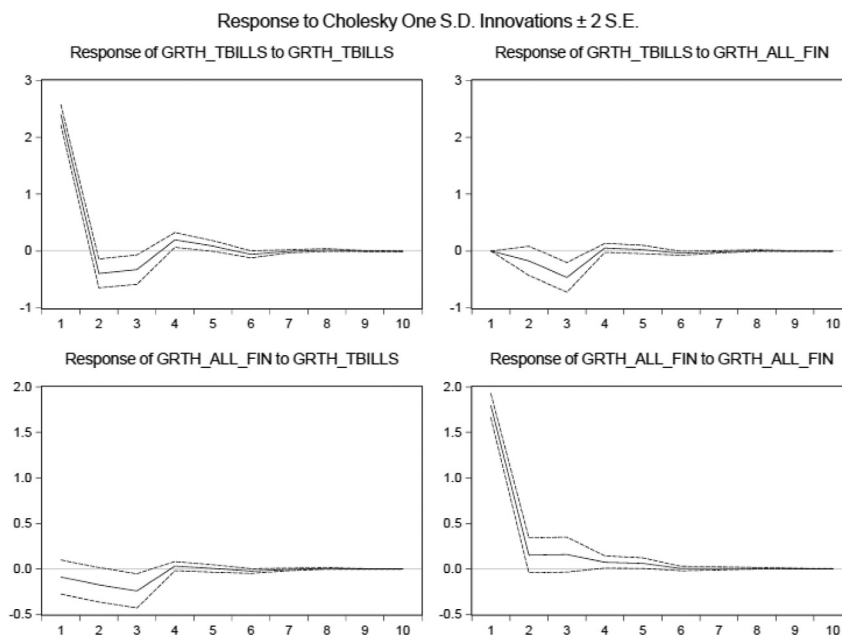 Response to Cholesky One S.D. Innovations ± 2 S.E.
Response of GRTH_TBILLS to GRTH_TBILLS
3
2
1
0
-1
1 2 3 4 5 6 7 8 9 10
Response of GRTH_TBILLS to GRTH_ALL_FIN
3
2
1
0
-1
1 2 3 4 5 6 7 8 9 10
Response of GRTH_ALL_FIN to GRTH_TBILLS
2.0
1.5
1.0
0.5
0.0
-0.5
1 2 3 4 5 6 7 8 9 10
Response of GRTH_ALL_FIN to GRTH_ALL_FIN
2.0
1.5
1.0
0.5
0.0
-0.5
1 2 3 4 5 6 7 8 9 10